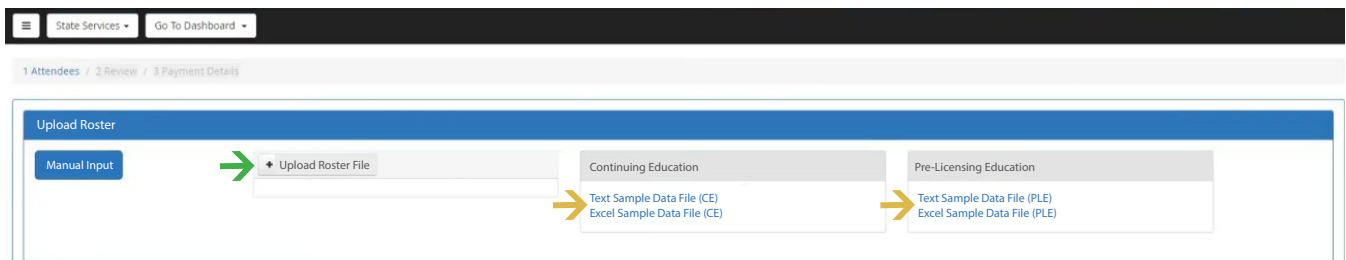 State Services Go To Dashboard
1 Attendees / 2 Review / 3 Payment Details
Upload Roster
Manual Input
+ Upload Roster File
Continuing Education
Text Sample Data File (CE)
Excel Sample Data File (CE)
Pre-Licensing Education
Text Sample Data File (PLE)
Excel Sample Data File (PLE)